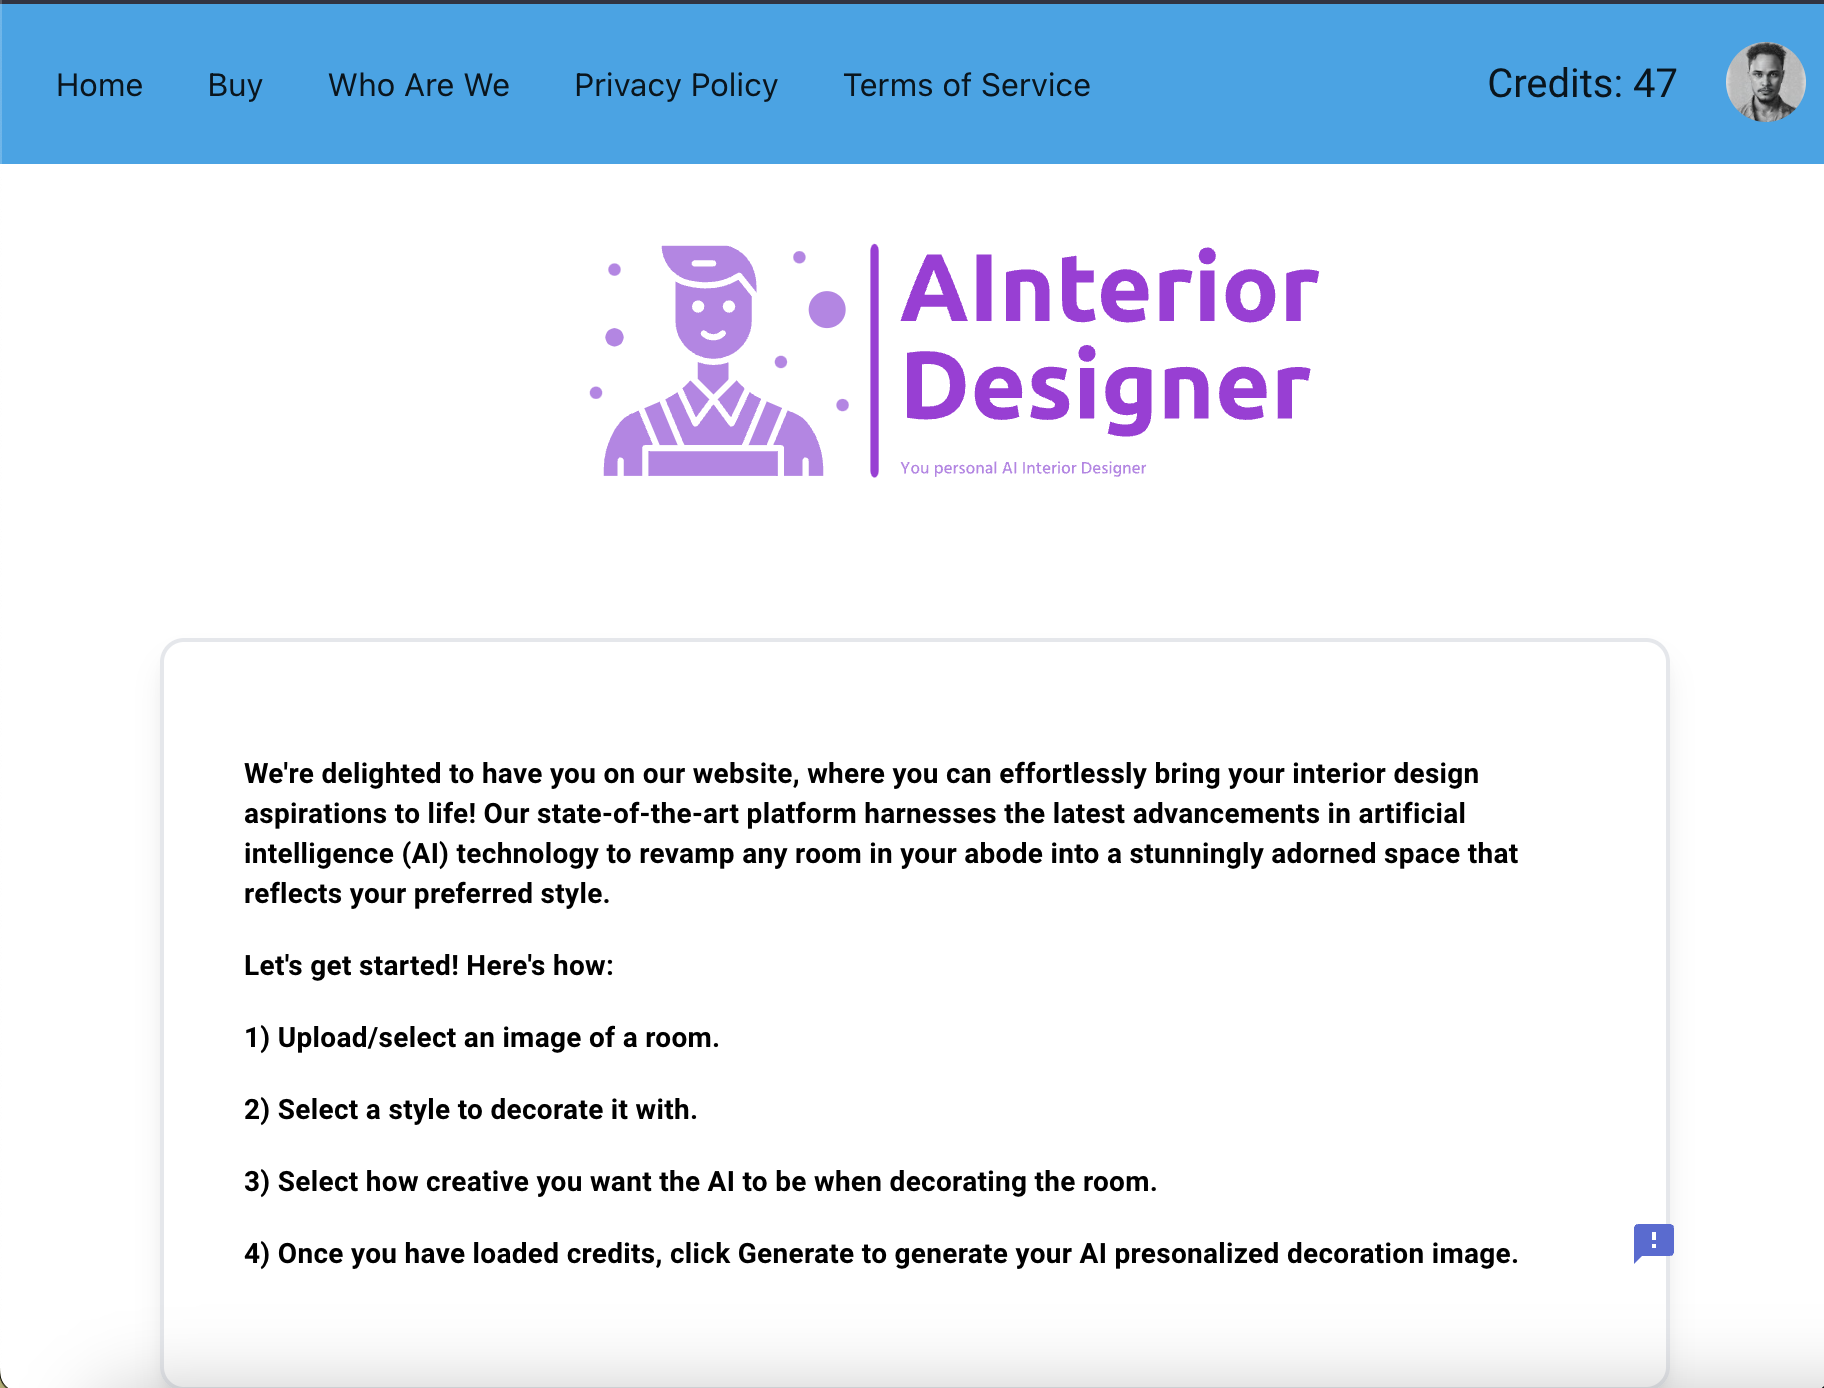 Home Buy Who Are We Privacy Policy Terms of Service Credits: 47
AInterior
Designer
You personal AI Interior Designer
We're delighted to have you on our website, where you can effortlessly bring your interior design
aspirations to life! Our state-of-the-art platform harnesses the latest advancements in artificial
intelligence (AI) technology to revamp any room in your abode into a stunningly adorned space that
reflects your preferred style.
Let's get started! Here's how:
1) Upload/select an image of a room.
2) Select a style to decorate it with.
3) Select how creative you want the AI to be when decorating the room.
4) Once you have loaded credits, click Generate to generate your AI presonalized decoration image.